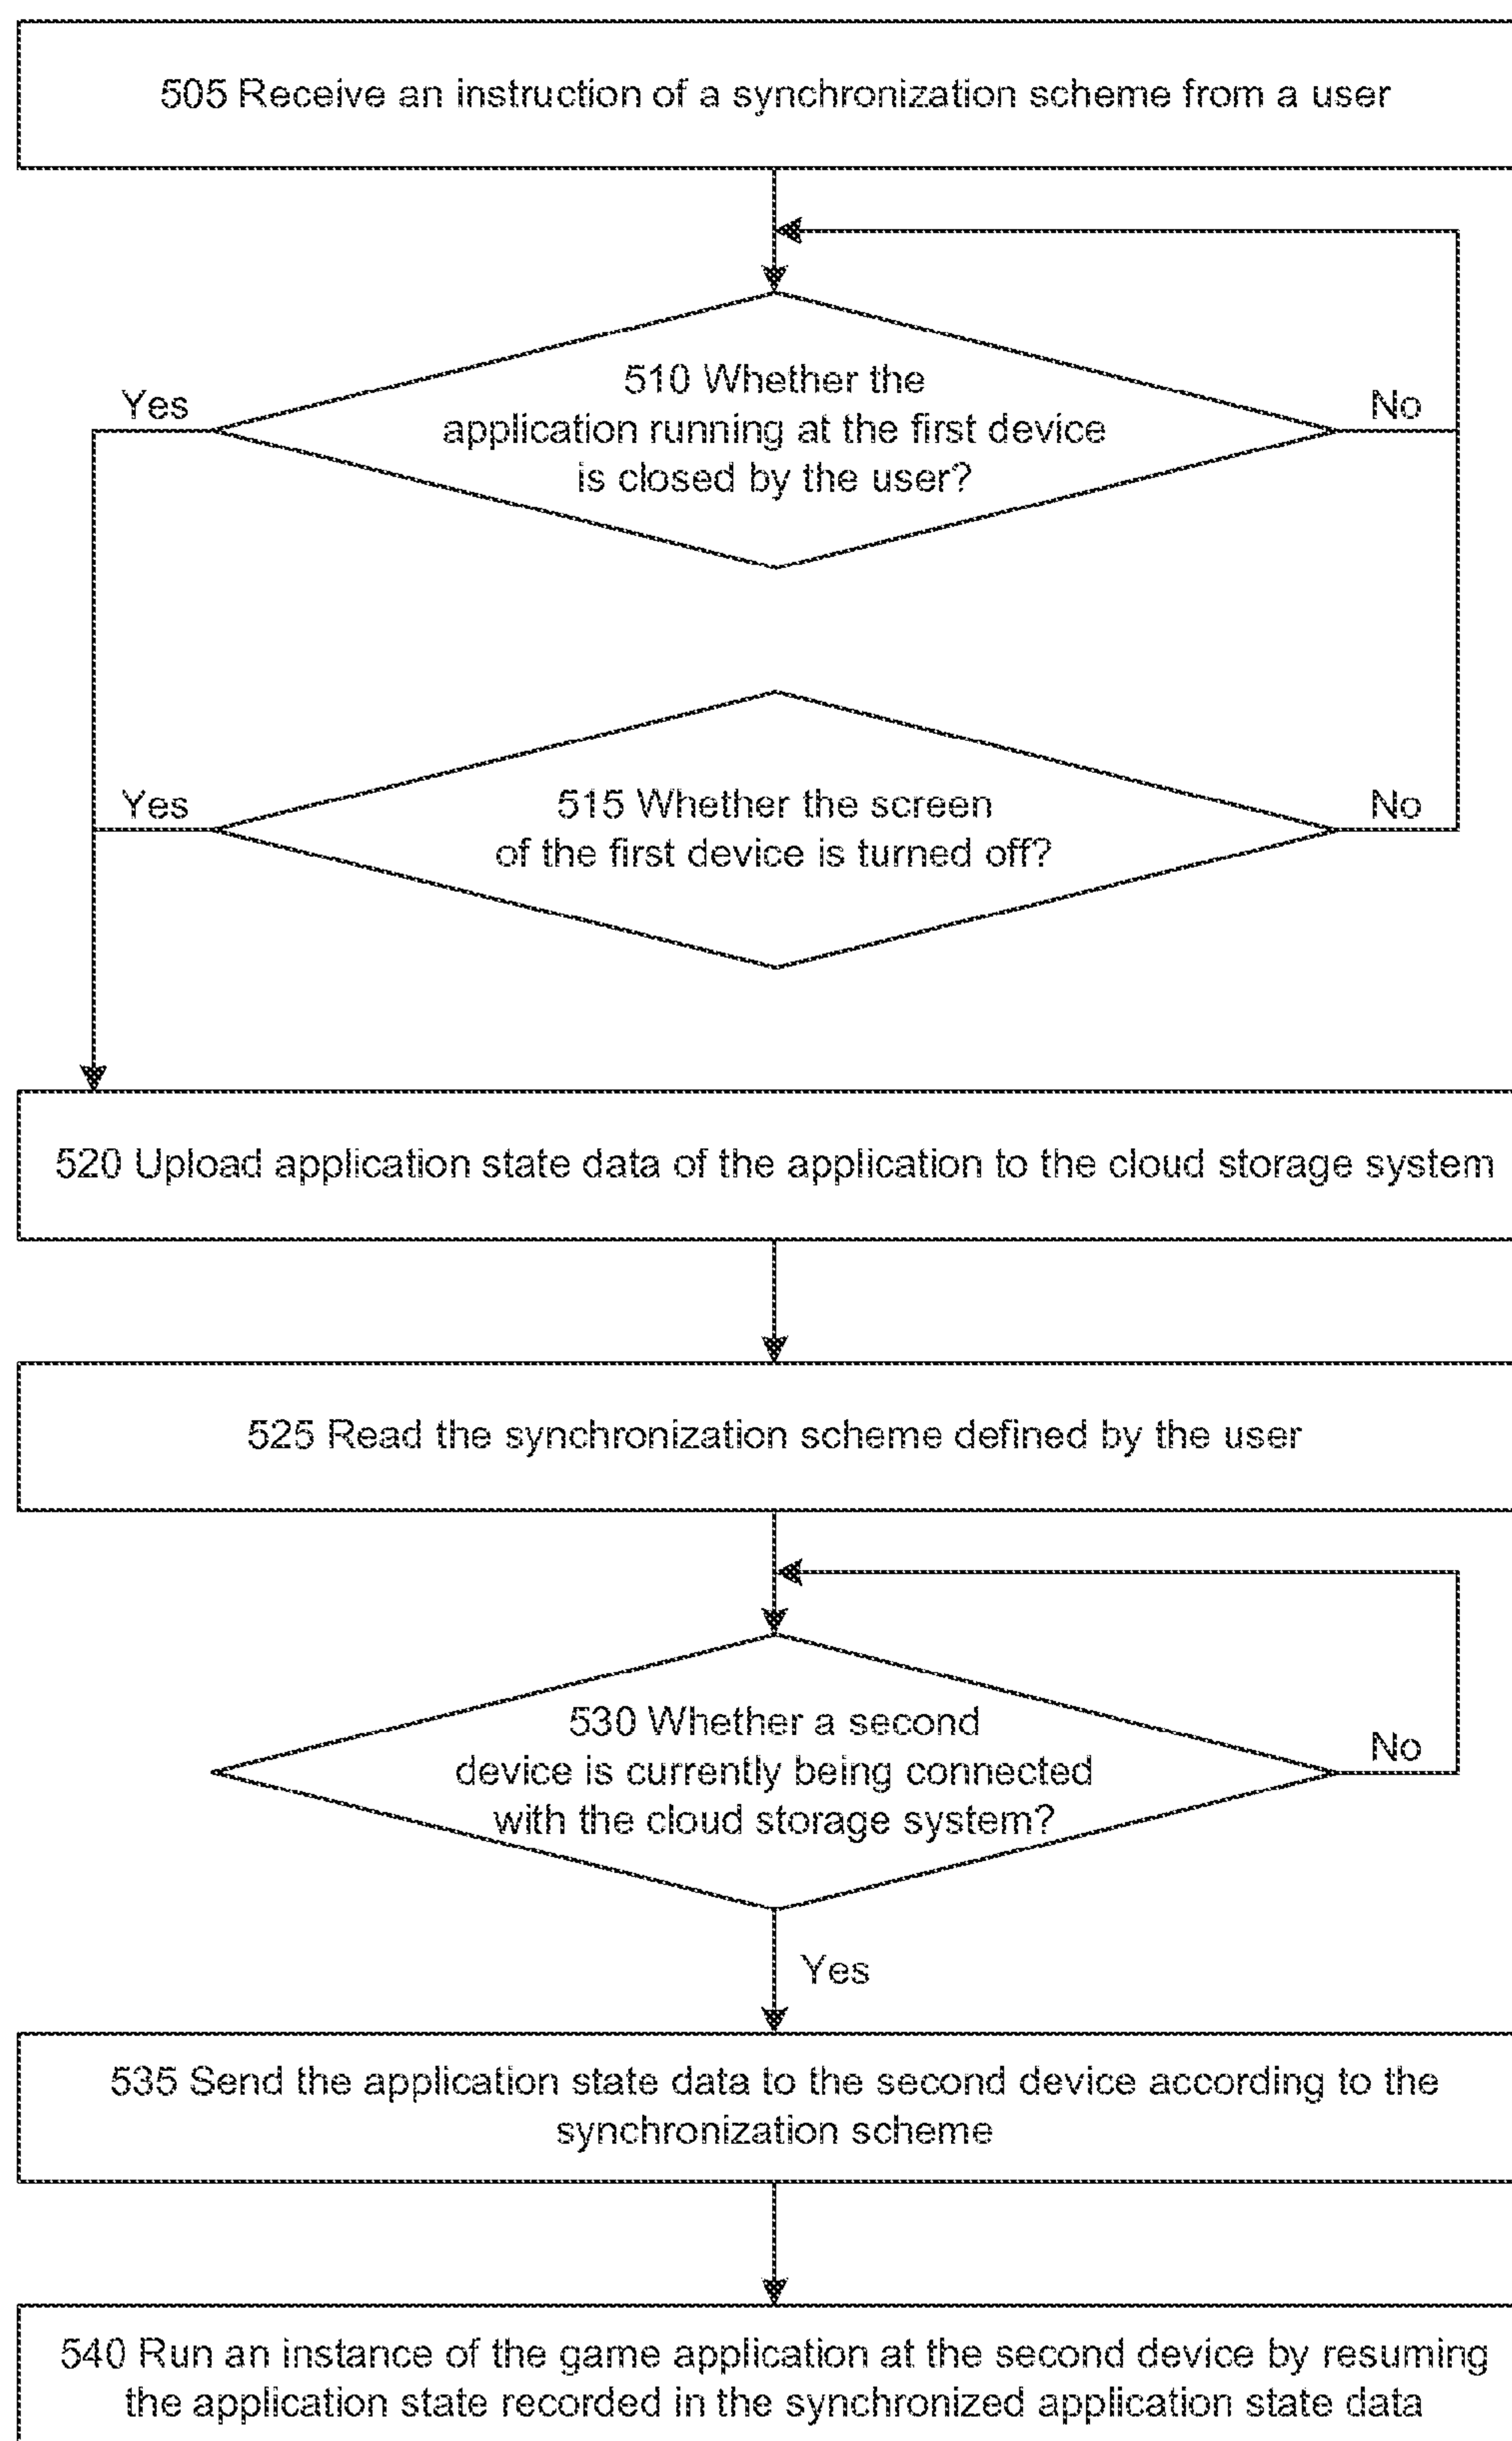 505 Receive an instruction of a synchronization scheme from a user
510 Whether the
application running at the first device
is closed by the user?
Yes
No
515 Whether the screen
of the first device is turned off?
Yes
No
520 Upload application state data of the application to the cloud storage system
525 Read the synchronization scheme defined by the user
530 Whether a second
device is currently being connected
with the cloud storage system?
No
Yes
535 Send the application state data to the second device according to the
synchronization scheme
540 Run an instance of the game application at the second device by resuming
the application state recorded in the synchronized application state data